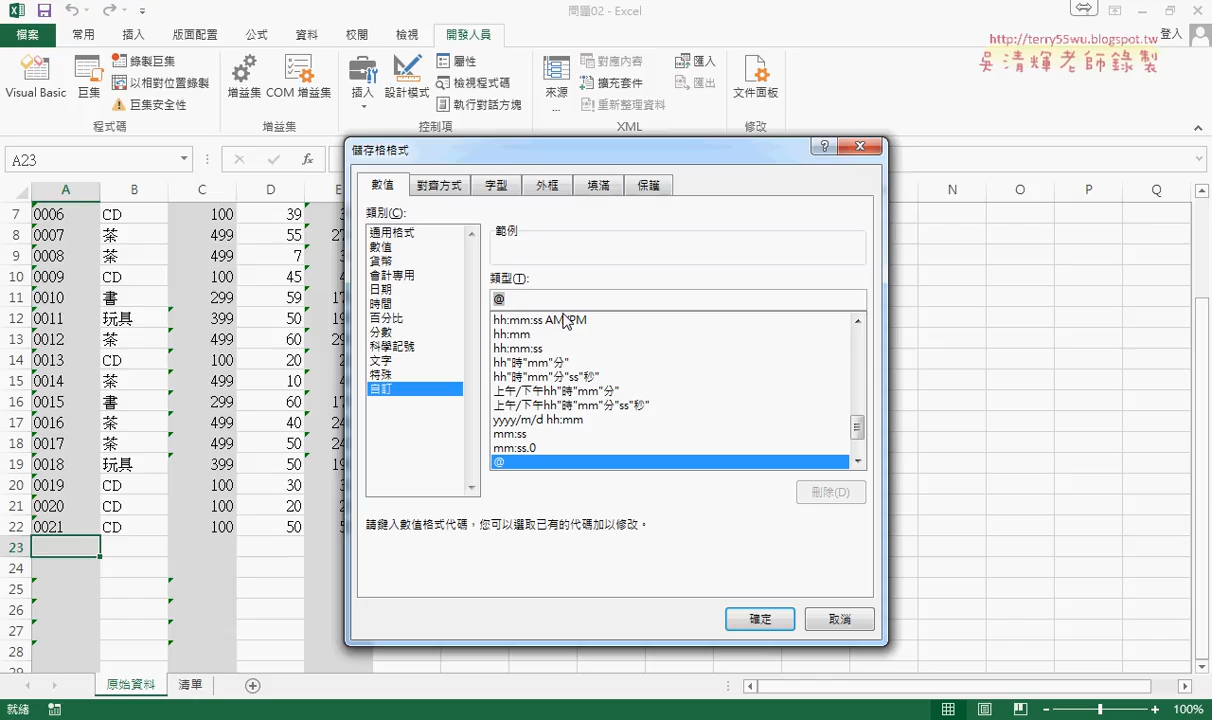 問題02 - Excel
檔案 常用 插入 版面配置 公式 資料 校閱 檢視 開發人員 登入
http://terry55wu.blogspot.tw
吳清輝老師錄製
Visual Basic 巨集 錄製巨集 以相對位置錄製 巨集安全性
增益集 COM 增益集
插入 設計模式 屬性 檢視程式碼 執行對話方塊
來源 ... 對應內容 擴充套件 重新整理資料 匯入 匯出
文件面板
程式碼 增益集 控制項 XML 修改
A23 fx
儲存格格式
數值 對齊方式 字型 外框 填滿 保護
類別(C):
通用格式
數值
貨幣
會計專用
日期
時間
百分比
分數
科學記號
文字
特殊
自訂
範例
類型(T):
@
hh:mm:ss AM/PM
hh:mm
hh:mm:ss
hh"時"mm"分"
hh"時"mm"分"ss"秒"
上午/下午hh"時"mm"分"
上午/下午hh"時"mm"分"ss"秒"
yyyy/m/d hh:mm
mm:ss
mm:ss.0
@
刪除(D)
請鍵入數值格式代碼，您可以選取已有的代碼加以修改。
確定 取消
A B C D E N O P Q
7 0006 CD 100 39
8 0007 茶 499 55 27
9 0008 茶 499 7
10 0009 CD 100 45
11 0010 書 299 59 17
12 0011 玩具 399 50 19
13 0012 茶 499 60 29
14 0013 CD 100 20
15 0014 茶 499 10
16 0015 書 299 60 17
17 0016 茶 499 40
18 0017 茶 499 50
19 0018 玩具 399 50 19
20 0019 CD 100 30
21 0020 CD 100 20
22 0021 CD 100 50
23
24
25
26
27
28
原始資料 清單
就緒 100%